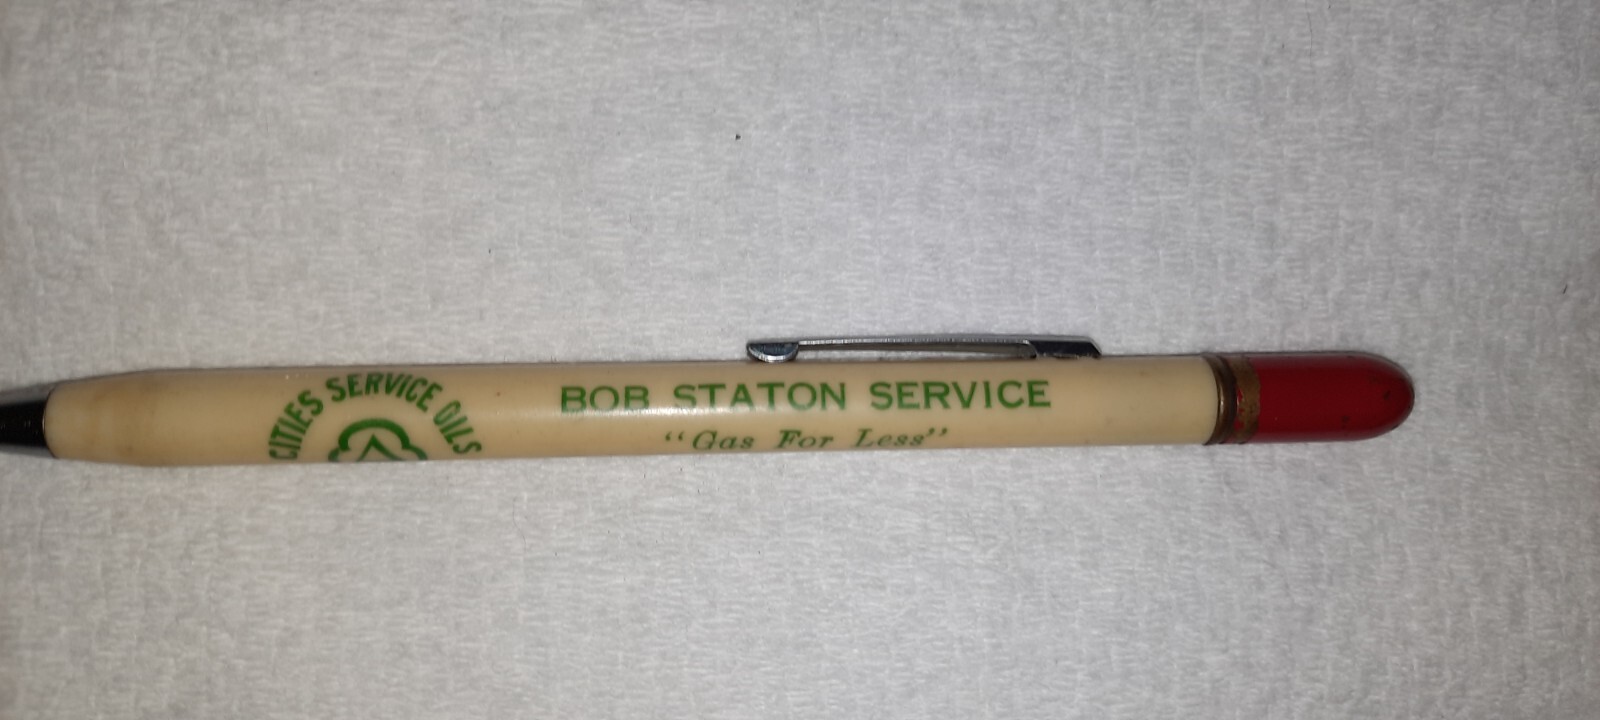 CITIES SERVICE OILS
BOB STATON SERVICE
"Gas For Less"